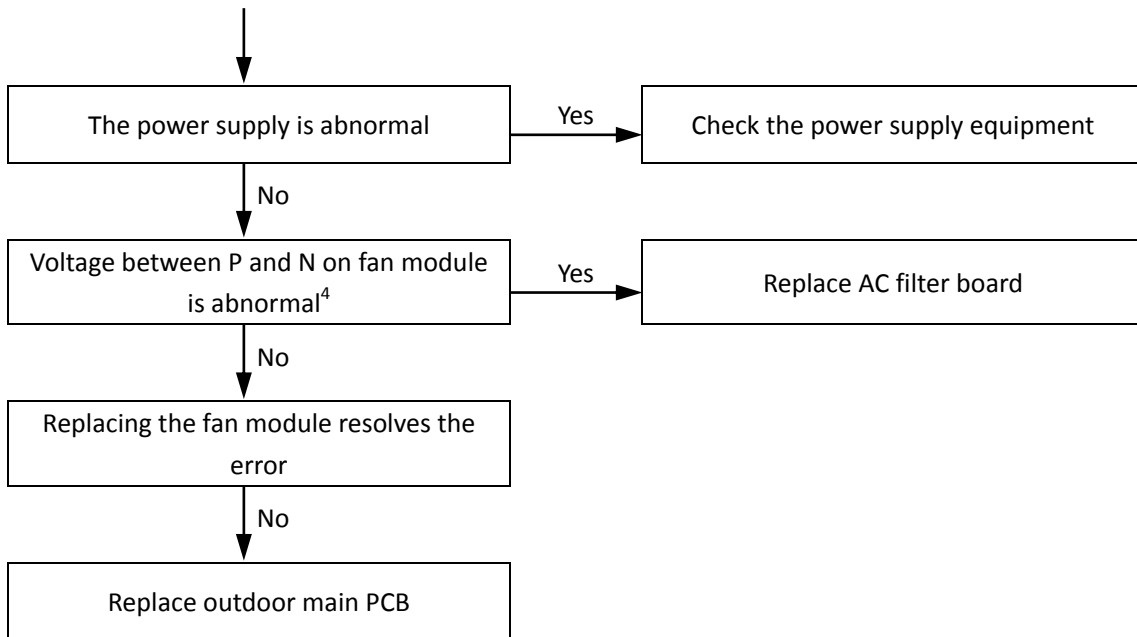 The power supply is abnormal
Yes
Check the power supply equipment
No
Voltage between P and N on fan module
is abnormal⁴
Yes
Replace AC filter board
No
Replacing the fan module resolves the
error
No
Replace outdoor main PCB